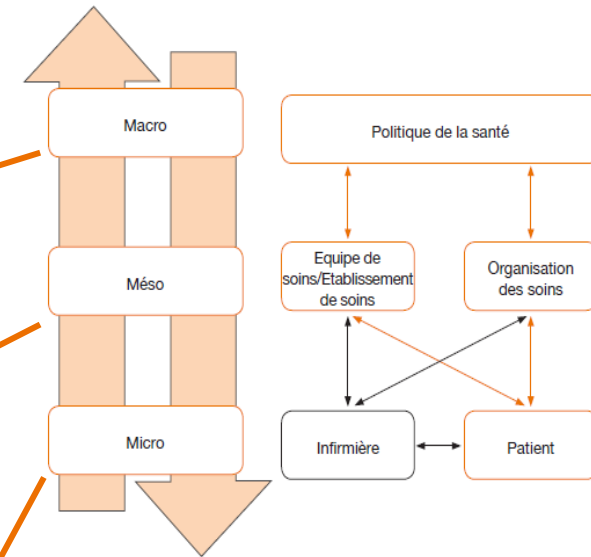 Macro
Politique de la santé
Méso
Equipe de
soins/Etablissement
de soins
Organisation
des soins
Micro
Infirmière
Patient